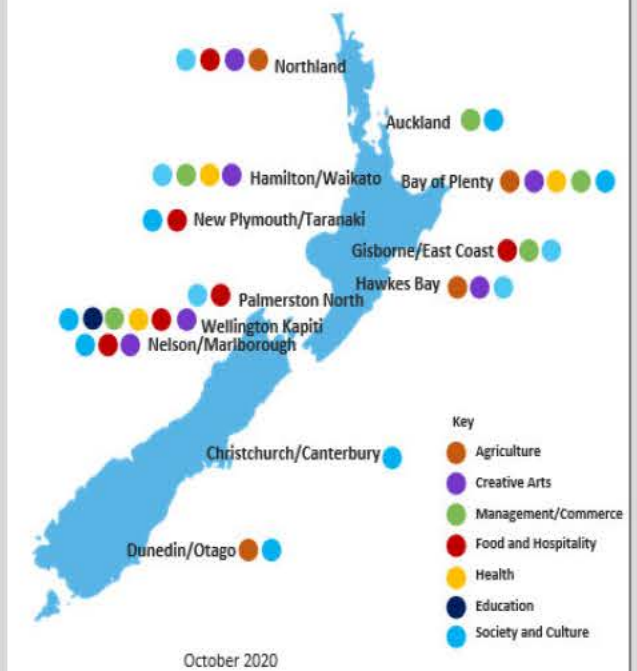 Northland
Auckland
Hamilton/Waikato
Bay of Plenty
New Plymouth/Taranaki
Gisborne/East Coast
Hawkes Bay
Palmerston North
Wellington Kapiti
Nelson/Marlborough
Christchurch/Canterbury
Dunedin/Otago
Key
Agriculture
Creative Arts
Management/Commerce
Food and Hospitality
Health
Education
Society and Culture
October 2020